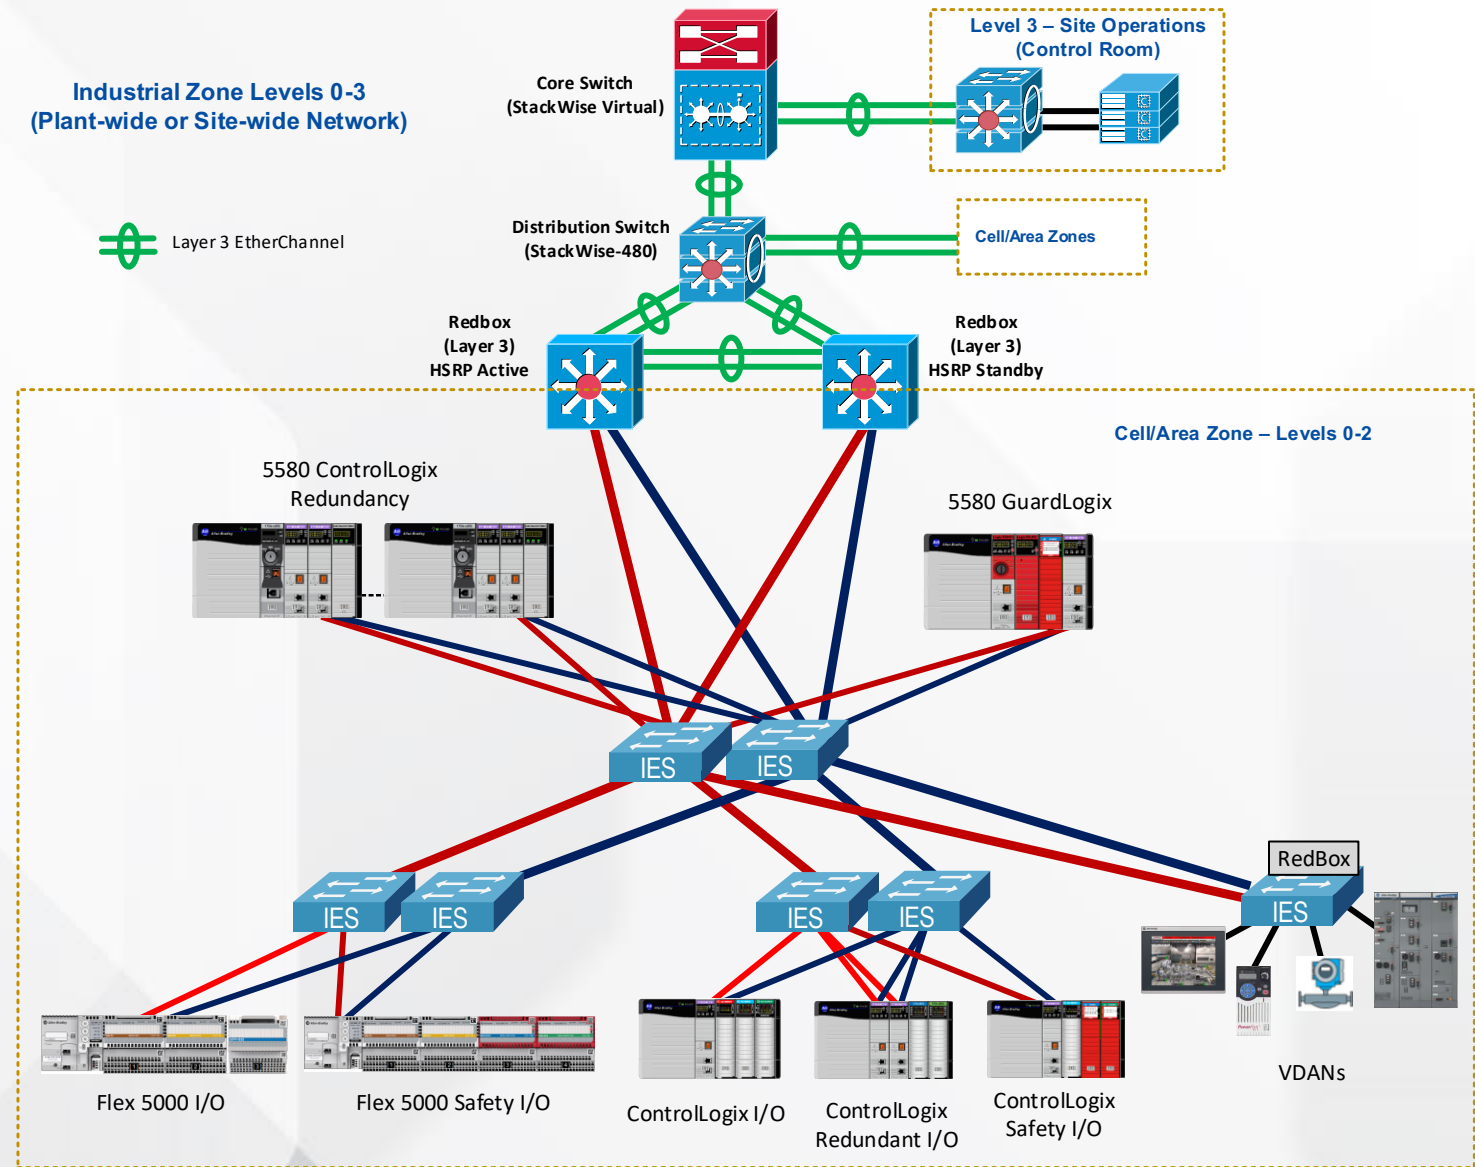 Level 3 – Site Operations
(Control Room)
Core Switch
(StackWise Virtual)
Industrial Zone Levels 0-3
(Plant-wide or Site-wide Network)
Distribution Switch
(StackWise-480)
Layer 3 EtherChannel
Cell/Area Zones
Redbox
(Layer 3)
HSRP Active
Redbox
(Layer 3)
HSRP Standby
Cell/Area Zone – Levels 0-2
5580 ControlLogix
Redundancy
5580 GuardLogix
IES
IES
RedBox
IES
IES
IES
IES
IES
Flex 5000 I/O
Flex 5000 Safety I/O
ControlLogix I/O
ControlLogix
Redundant I/O
ControlLogix
Safety I/O
VDANs